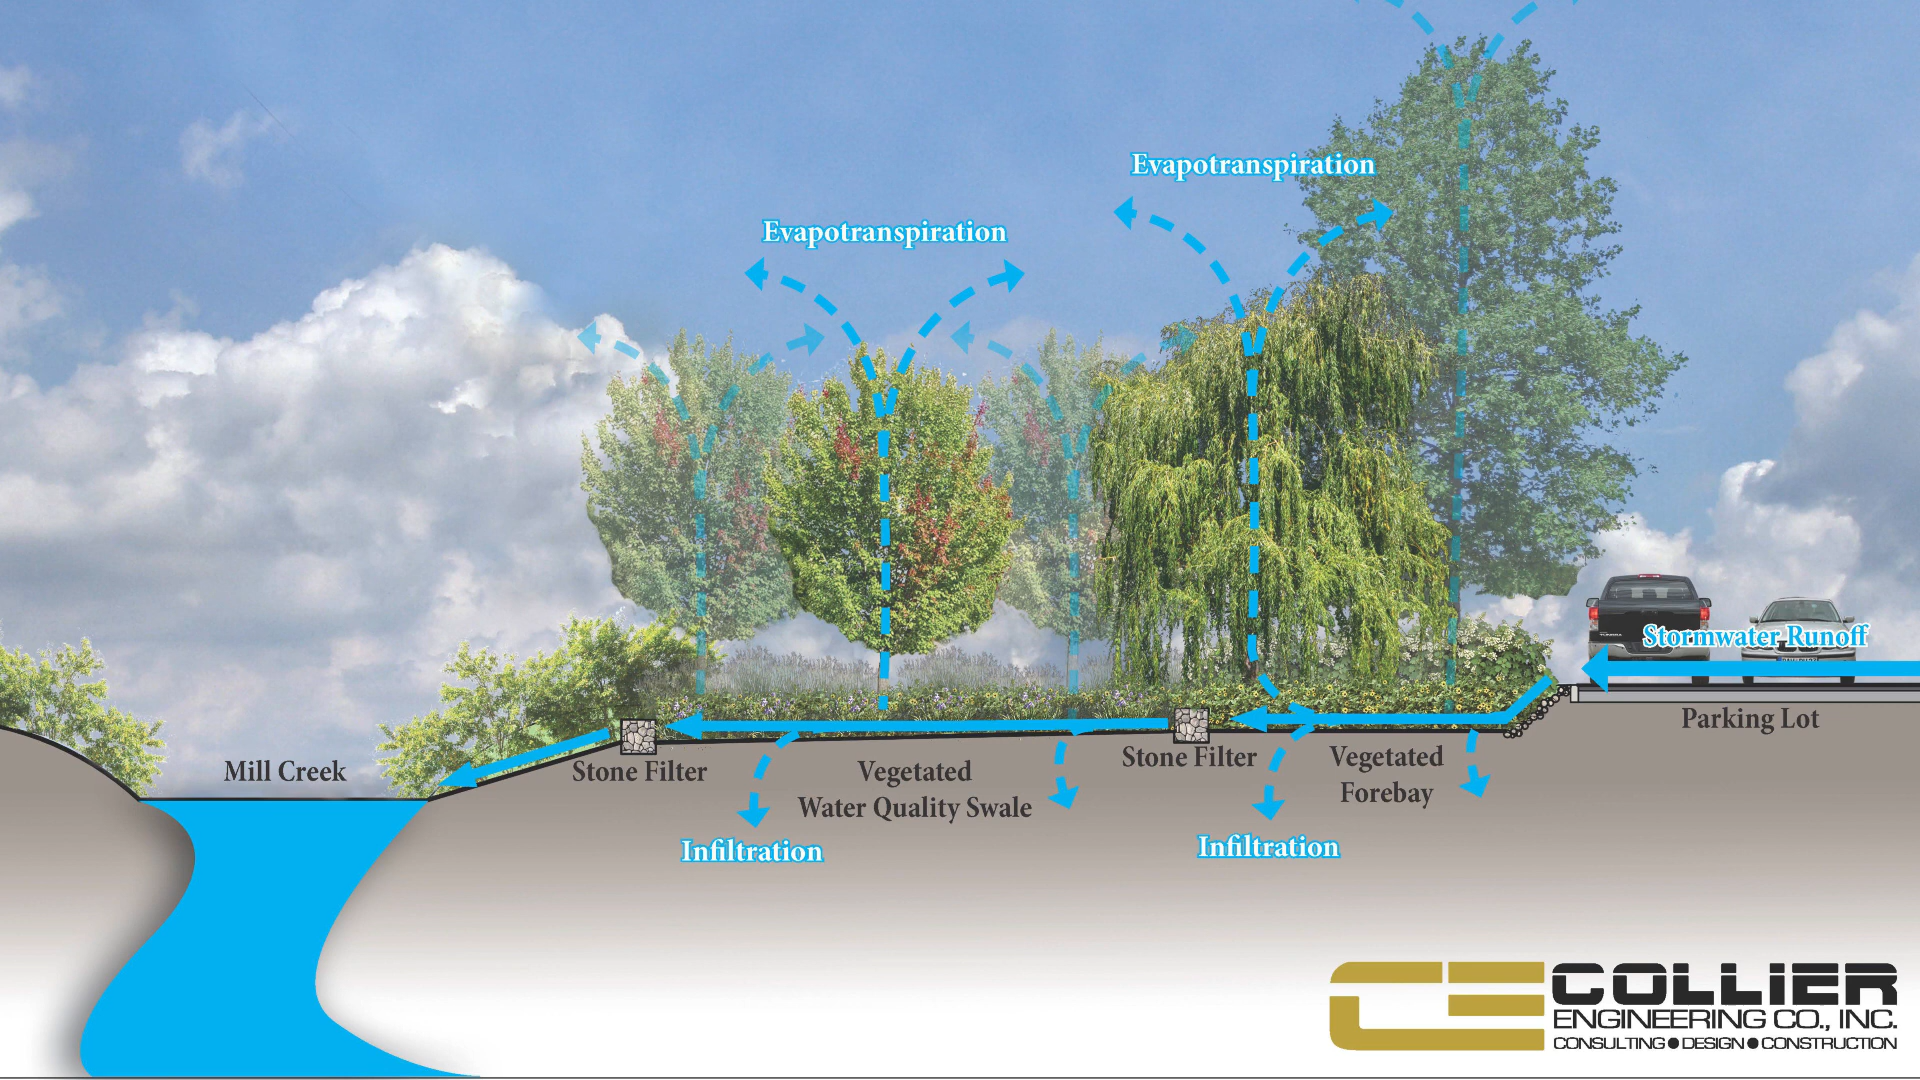 Evapotranspiration
Evapotranspiration
Stormwater Runoff
Parking Lot
Mill Creek
Stone Filter
Vegetated
Water Quality Swale
Stone Filter
Vegetated
Forebay
Infiltration
Infiltration
COLLIER
ENGINEERING CO., INC.
CONSULTING ● DESIGN ● CONSTRUCTION